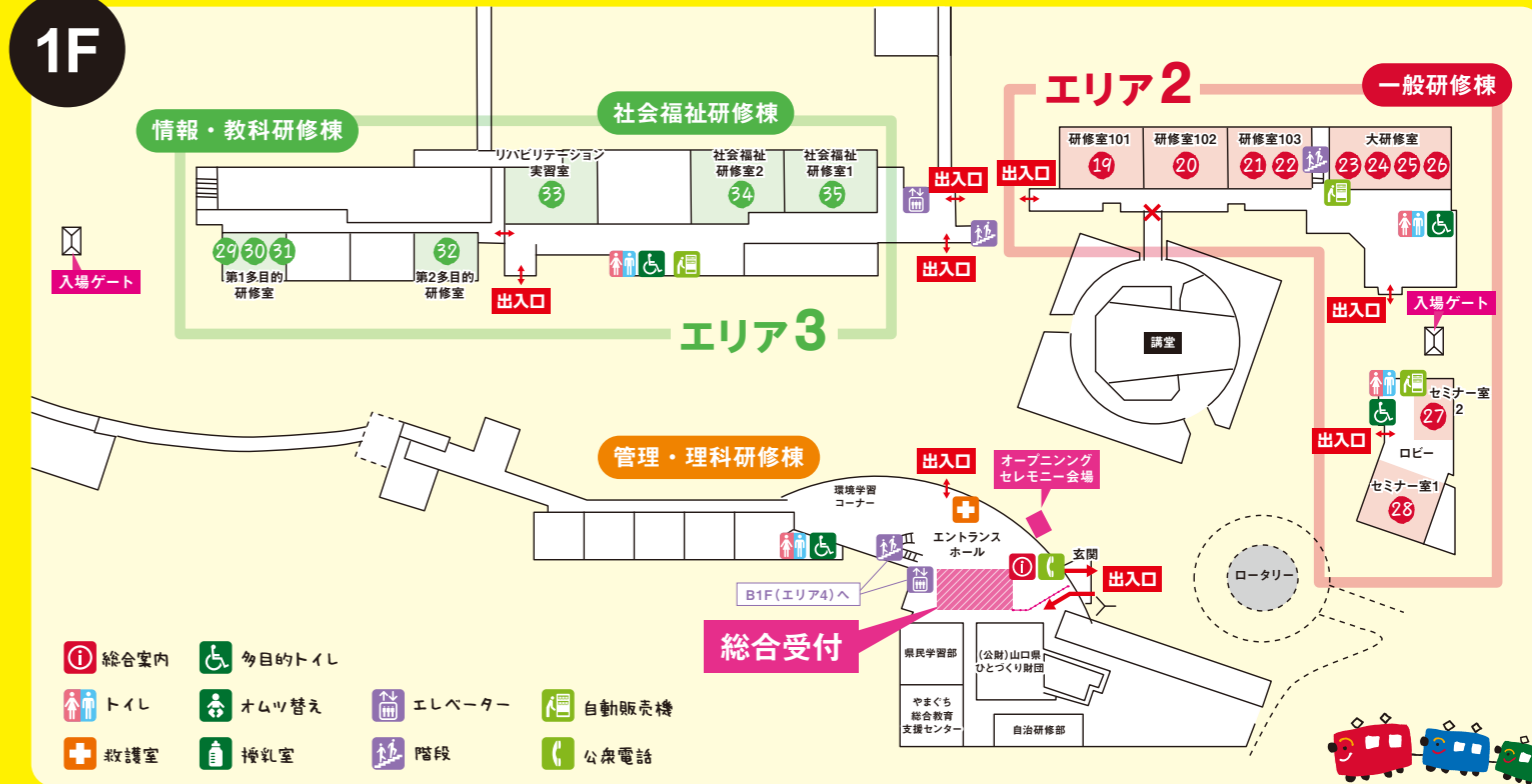 1F
情報・教科研修棟
社会福祉研修棟
エリア2
一般研修棟
リハビリテーション
実習室
33
社会福祉
研修室2
34
社会福祉
研修室1
35
出入口
出入口
研修室101
19
研修室102
20
研修室103
21 22
大研修室
23 24 25 26
29 30 31
第1多目的
研修室
32
第2多目的
研修室
入場ゲート
出入口
出入口
エリア3
講堂
出入口
入場ゲート
セミナー室
2
27
出入口
ロビー
セミナー室1
28
管理・理科研修棟
環境学習
コーナー
出入口
オープニンング
セレモニー会場
エントランス
ホール
玄関
出入口
ロータリー
B1F(エリア4)へ
総合受付
県民学習部
(公財)山口県
ひとづくり財団
やまぐち
総合教育
支援センター
自治研修部
総合案内
多目的トイレ
トイレ
オムツ替え
エレベーター
自動販売機
救護室
授乳室
階段
公衆電話